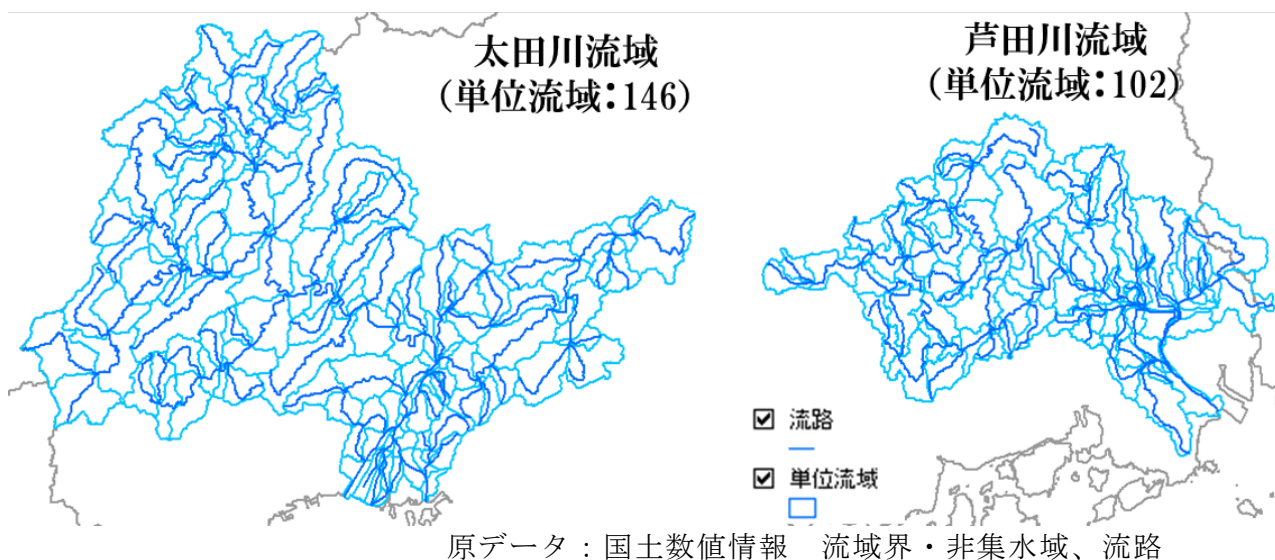 太田川流域
(単位流域:146)
芦田川流域
(単位流域:102)
流路
単位流域
原データ：国土数値情報　流域界・非集水域、流路